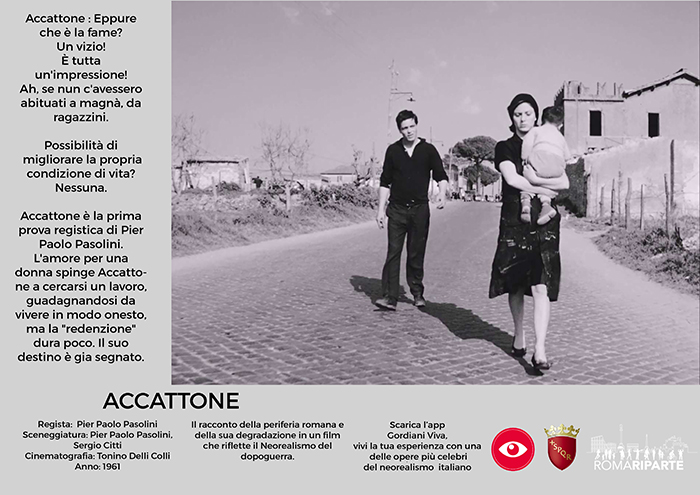 Accattone : Eppure
che è la fame?
Un vizio!
È tutta
un'impressione!
Ah, se nun c'avessero
abituati a magnà, da
ragazzini.
Possibilità di
migliorare la propria
condizione di vita?
Nessuna.
Accattone è la prima
prova registica di Pier
Paolo Pasolini.
L'amore per una
donna spinge Accatto-
ne a cercarsi un lavoro,
guadagnandosi da
vivere in modo onesto,
ma la "redenzione"
dura poco. Il suo
destino è gia segnato.
ACCATTONE
Regista: Pier Paolo Pasolini
Sceneggiatura: Pier Paolo Pasolini,
Sergio Citti
Cinematografia: Tonino Delli Colli
Anno: 1961
Il racconto della periferia romana e
della sua degradazione in un film
che riflette il Neorealismo del
dopoguerra.
Scarica l'app
Gordiani Viva,
vivi la tua esperienza con una
delle opere più celebri
del neorealismo italiano
SPQR
ROMARIPARTE